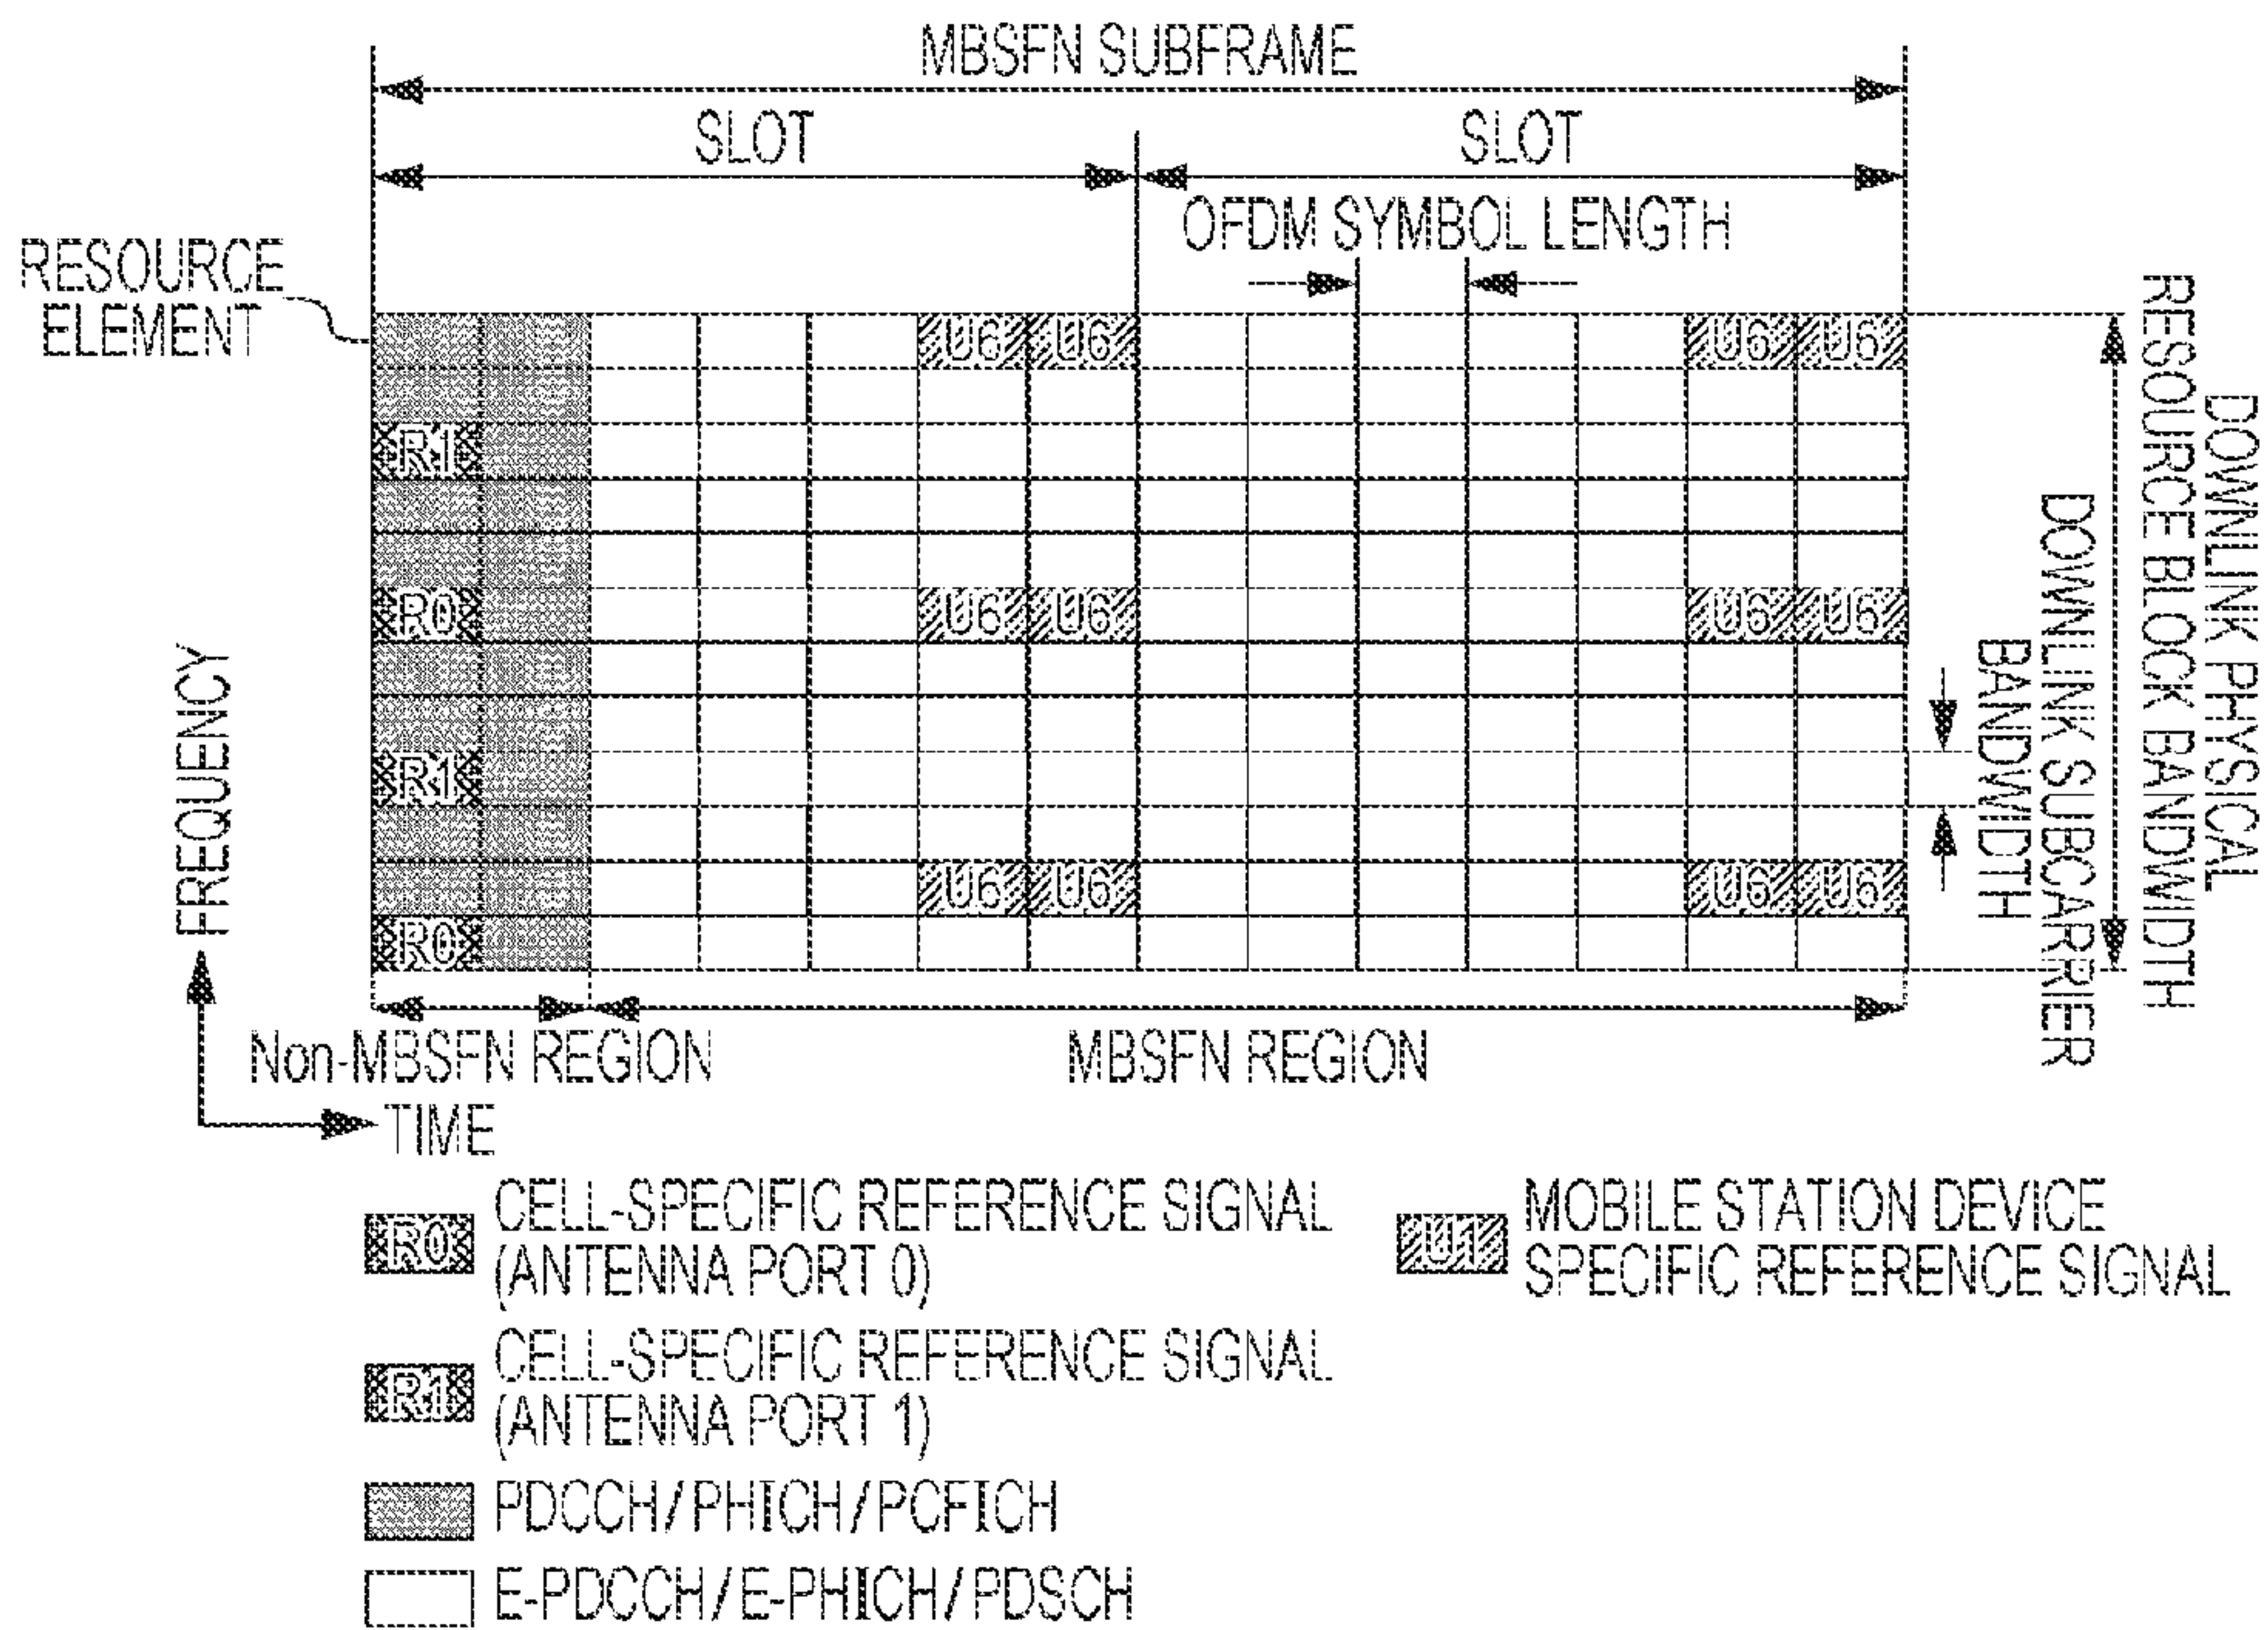 MBSFN SUBFRAME
SLOT SLOT
OFDM SYMBOL LENGTH
RESOURCE
ELEMENT
U6 U6 U6 U6
R1
R0 U6 U6 U6 U6
R1
U6 U6 U6 U6
R0
FREQUENCY
DOWNLINK SUBCARRIER
BANDWIDTH
DOWNLINK PHYSICAL
RESOURCE BLOCK BANDWIDTH
Non-MBSFN REGION MBSFN REGION
TIME
R0 CELL-SPECIFIC REFERENCE SIGNAL
(ANTENNA PORT 0)
U1 MOBILE STATION DEVICE
SPECIFIC REFERENCE SIGNAL
R1 CELL-SPECIFIC REFERENCE SIGNAL
(ANTENNA PORT 1)
PDCCH/PHICH/PCFICH
E-PDCCH/E-PHICH/PDSCH